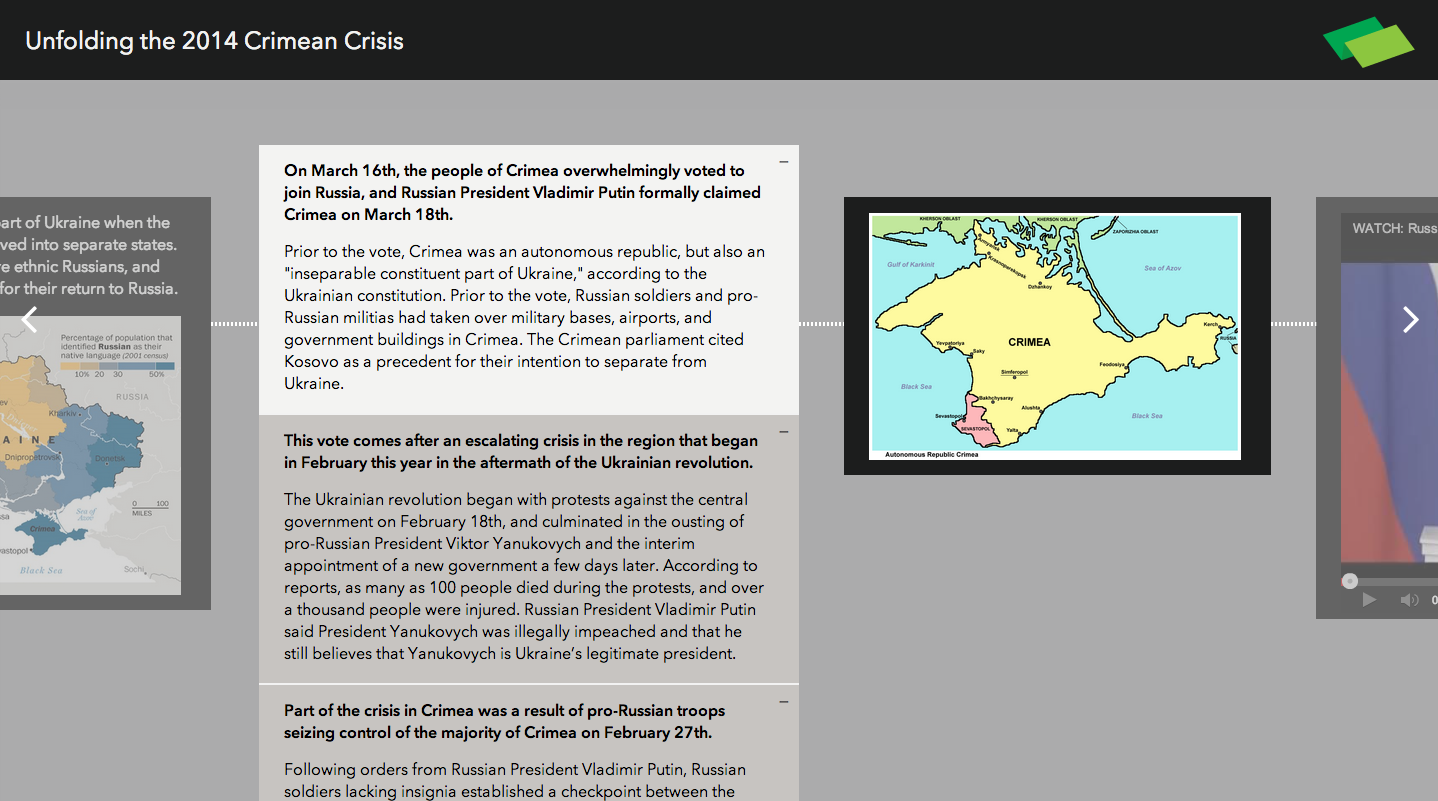 Unfolding the 2014 Crimean Crisis
part of Ukraine when the
ved into separate states.
re ethnic Russians, and
for their return to Russia.
Percentage of population that
identified Russian as their
native language (2001 census)
10% 20 30 50%
RUSSIA
Kharkiv
AINE
Dnipropetrovsk
Donetsk
0 100
MILES
Sea of
Azov
Crimea
vastopol
Black Sea
Sochi
On March 16th, the people of Crimea overwhelmingly voted to
join Russia, and Russian President Vladimir Putin formally claimed
Crimea on March 18th.
Prior to the vote, Crimea was an autonomous republic, but also an
"inseparable constituent part of Ukraine," according to the
Ukrainian constitution. Prior to the vote, Russian soldiers and pro-
Russian militias had taken over military bases, airports, and
government buildings in Crimea. The Crimean parliament cited
Kosovo as a precedent for their intention to separate from
Ukraine.
This vote comes after an escalating crisis in the region that began
in February this year in the aftermath of the Ukrainian revolution.
The Ukrainian revolution began with protests against the central
government on February 18th, and culminated in the ousting of
pro-Russian President Viktor Yanukovych and the interim
appointment of a new government a few days later. According to
reports, as many as 100 people died during the protests, and over
a thousand people were injured. Russian President Vladimir Putin
said President Yanukovych was illegally impeached and that he
still believes that Yanukovych is Ukraine's legitimate president.
Part of the crisis in Crimea was a result of pro-Russian troops
seizing control of the majority of Crimea on February 27th.
Following orders from Russian President Vladimir Putin, Russian
soldiers lacking insignia established a checkpoint between the
KHERSON OBLAST
KHERSON OBLAST
ZAPORIZHIA OBLAST
Armyansk
Gulf of Karkinit
Krasnoperekopsk
Sea of Azov
Dzhankoy
Kerch
RUSSIA
CRIMEA
Yevpatoriya
Saky
Feodosiya
Simferopol
Black Sea
Bakhchysaray
Alushta
Sevastopol
Black Sea
SEVASTOPOL
Yalta
Autonomous Republic Crimea
WATCH: Russ
0